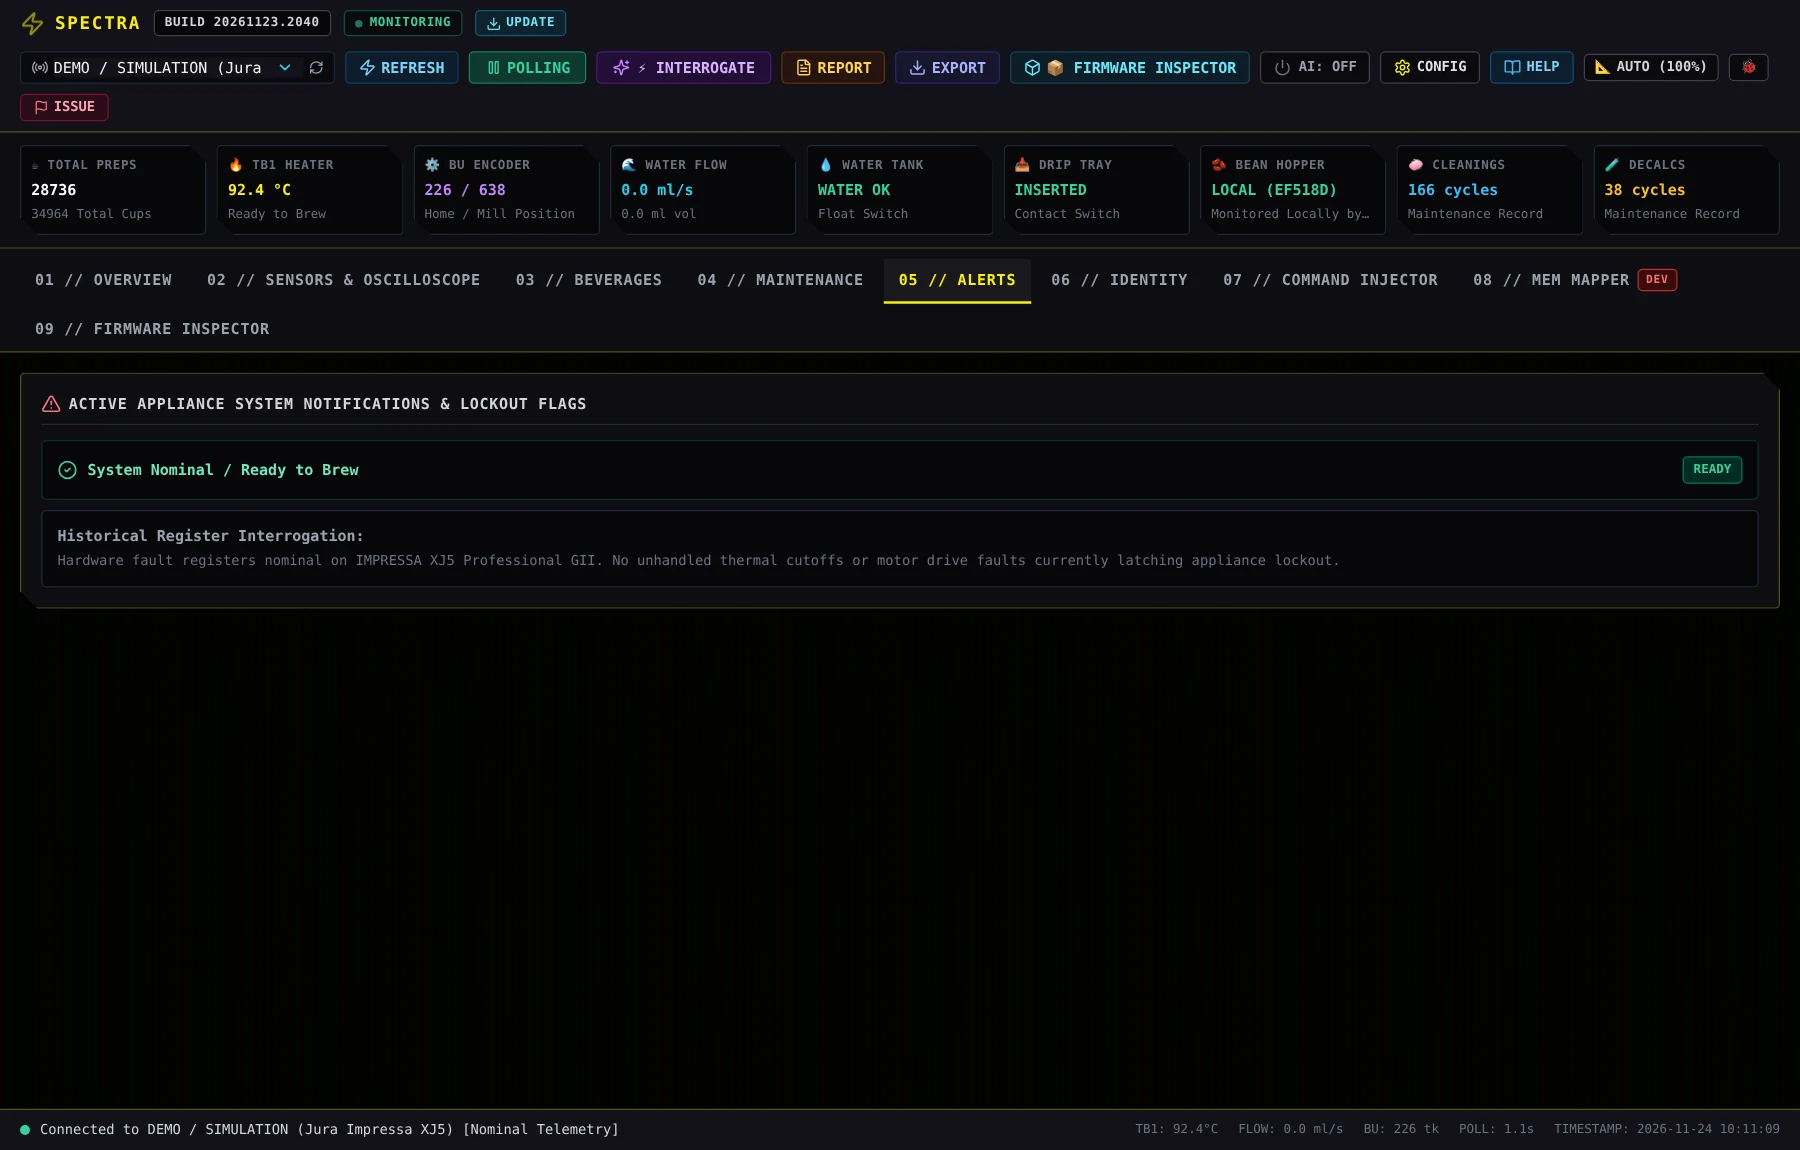 SPECTRA BUILD 20261123.2040 MONITORING UPDATE
DEMO / SIMULATION (Jura REFRESH POLLING ⚡ INTERROGATE REPORT EXPORT 📦 FIRMWARE INSPECTOR AI: OFF CONFIG HELP 📐 AUTO (100%) 🐞
ISSUE
☕ TOTAL PREPS
28736
34964 Total Cups
🔥 TB1 HEATER
92.4 °C
Ready to Brew
⚙️ BU ENCODER
226 / 638
Home / Mill Position
🌊 WATER FLOW
0.0 ml/s
0.0 ml vol
💧 WATER TANK
WATER OK
Float Switch
📥 DRIP TRAY
INSERTED
Contact Switch
🫘 BEAN HOPPER
LOCAL (EF518D)
Monitored Locally by…
🧼 CLEANINGS
166 cycles
Maintenance Record
🧪 DECALCS
38 cycles
Maintenance Record
01 // OVERVIEW 02 // SENSORS & OSCILLOSCOPE 03 // BEVERAGES 04 // MAINTENANCE 05 // ALERTS 06 // IDENTITY 07 // COMMAND INJECTOR 08 // MEM MAPPER DEV
09 // FIRMWARE INSPECTOR
ACTIVE APPLIANCE SYSTEM NOTIFICATIONS & LOCKOUT FLAGS
System Nominal / Ready to Brew READY
Historical Register Interrogation:
Hardware fault registers nominal on IMPRESSA XJ5 Professional GII. No unhandled thermal cutoffs or motor drive faults currently latching appliance lockout.
Connected to DEMO / SIMULATION (Jura Impressa XJ5) [Nominal Telemetry] TB1: 92.4°C FLOW: 0.0 ml/s BU: 226 tk POLL: 1.1s TIMESTAMP: 2026-11-24 10:11:09